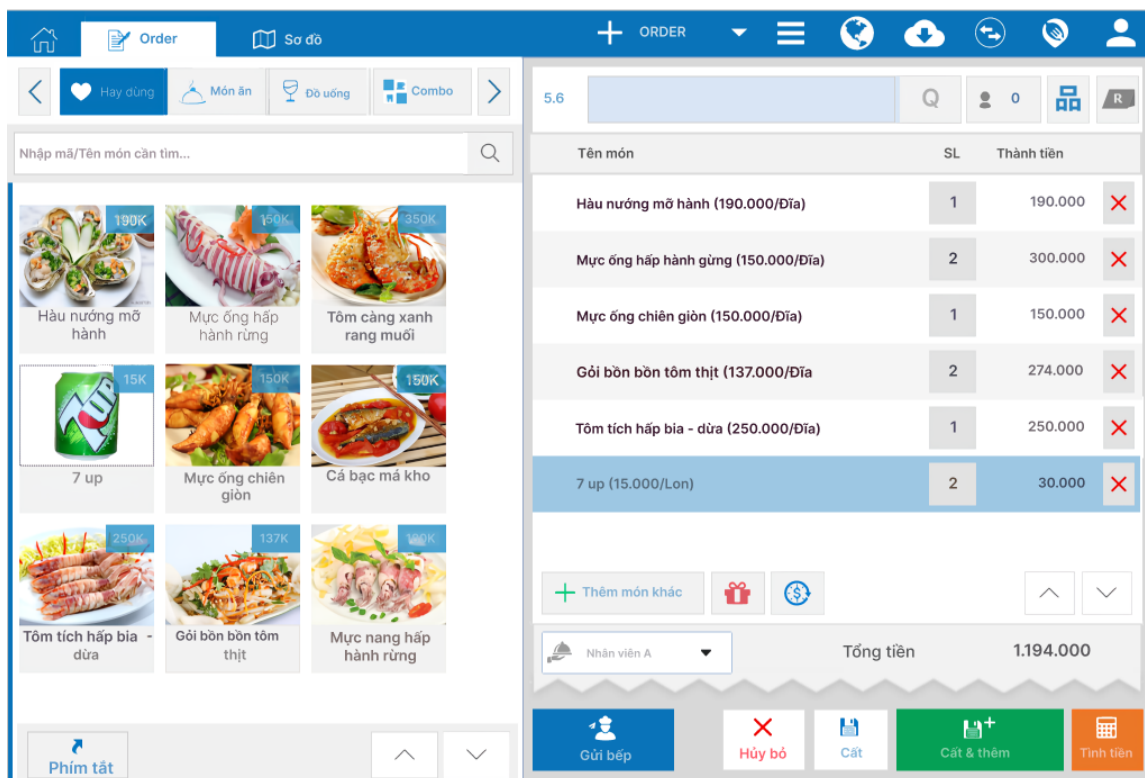 Order
Sơ đồ
ORDER
Hay dùng
Món ăn
Đồ uống
Combo
Nhập mã/Tên món cần tìm...
190K
150K
350K
Hàu nướng mỡ
hành
Mực ống hấp
hành rừng
Tôm càng xanh
rang muối
15K
150K
150K
7UP
7 up
Mực ống chiên
giòn
Cá bạc má kho
250K
137K
Tôm tích hấp bia -
dừa
Gỏi bồn bồn tôm
thịt
Mực nang hấp
hành rừng
Phím tắt
5.6
Q
0
R
Tên món
SL
Thành tiền
Hàu nướng mỡ hành (190.000/Đĩa)
1
190.000
Mực ống hấp hành gừng (150.000/Đĩa)
2
300.000
Mực ống chiên giòn (150.000/Đĩa)
1
150.000
Gỏi bồn bồn tôm thịt (137.000/Đĩa
2
274.000
Tôm tích hấp bia - dừa (250.000/Đĩa)
1
250.000
7 up (15.000/Lon)
2
30.000
Thêm món khác
Nhân viên A
Tổng tiền
1.194.000
Gửi bếp
Hủy bỏ
Cất
Cất & thêm
Tính tiền